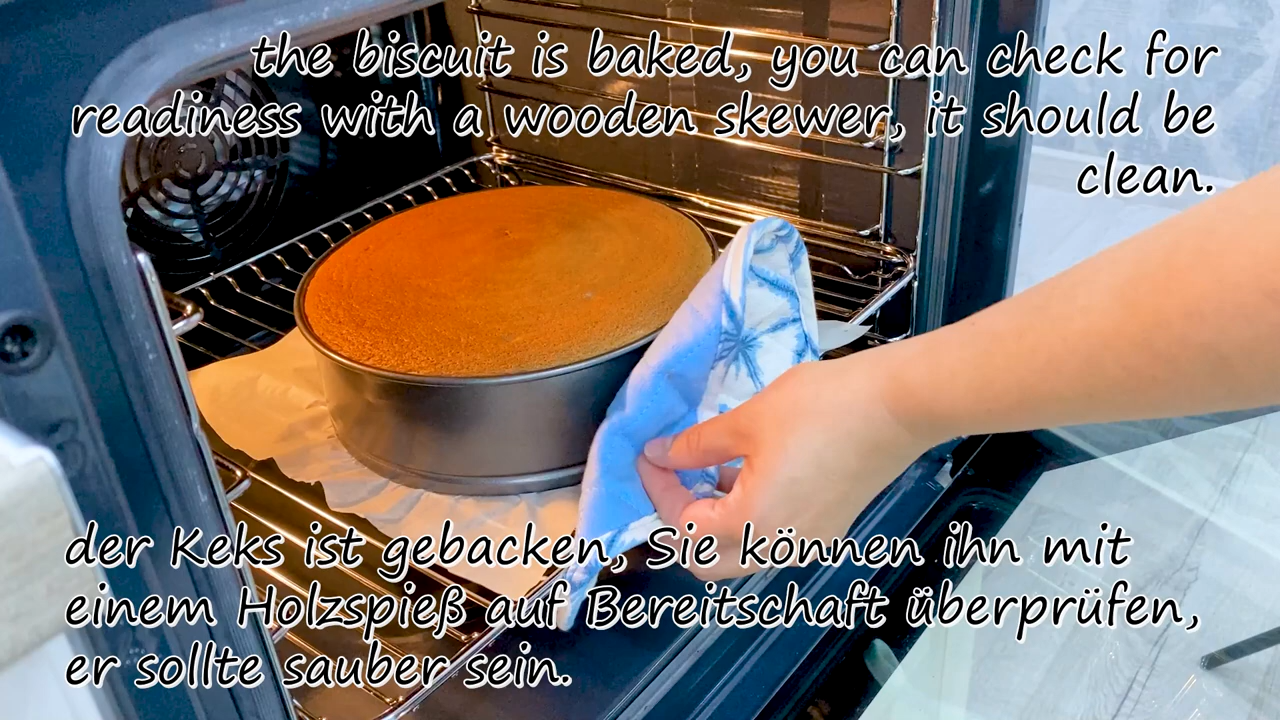 the biscuit is baked, you can check for
readiness with a wooden skewer, it should be
clean.
der Keks ist gebacken, Sie können ihn mit
einem Holzspieß auf Bereitschaft überprüfen,
er sollte sauber sein.